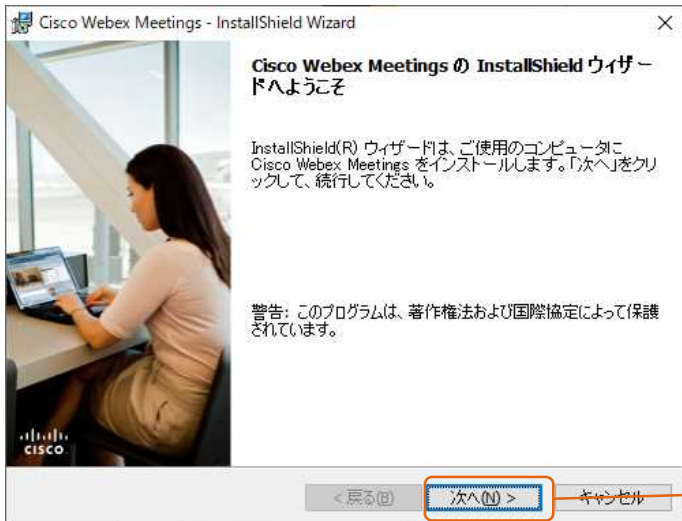 Cisco Webex Meetings - InstallShield Wizard
Cisco Webex Meetings の InstallShield ウィザー
ドへようこそ
InstallShield(R) ウィザードは、ご使用のコンピュータに
Cisco Webex Meetings をインストールします。「次へ」をクリ
ックして、続行してください。
警告: このプログラムは、著作権法および国際協定によって保護
されています。
CISCO
< 戻る(B)
次へ(N) >
キャンセル